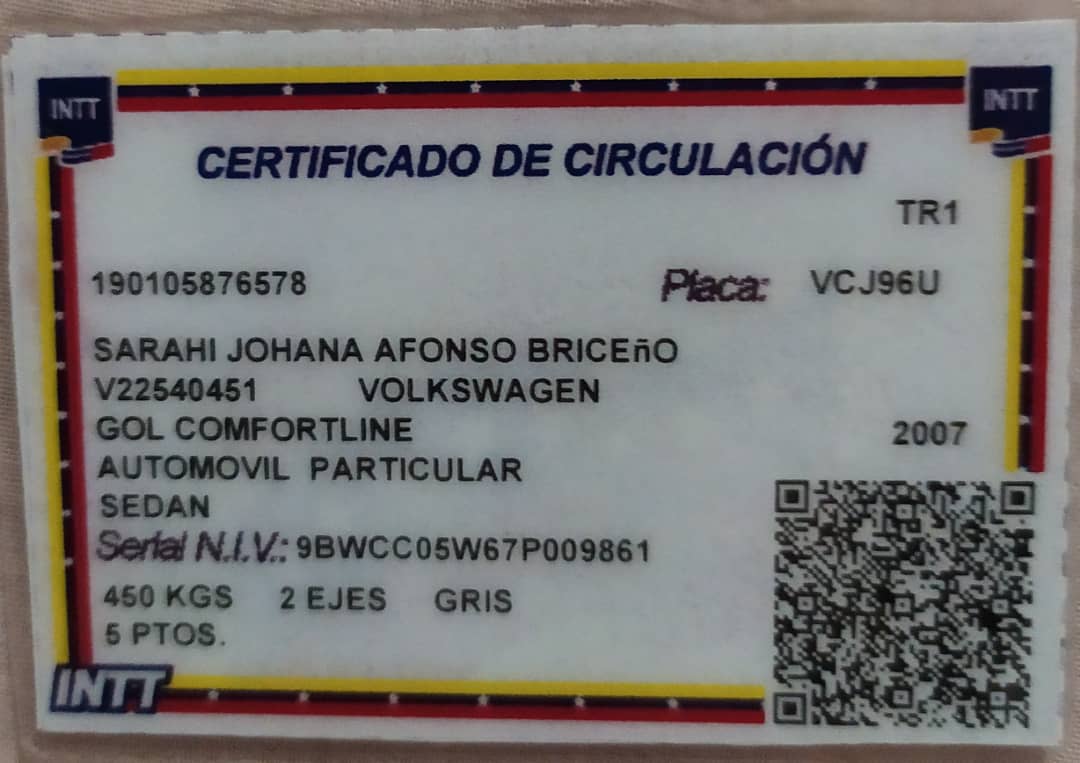 INTT
INTT
CERTIFICADO DE CIRCULACIÓN
TR1
190105876578 Placa: VCJ96U
SARAHI JOHANA AFONSO BRICEñO
V22540451 VOLKSWAGEN
GOL COMFORTLINE 2007
AUTOMOVIL PARTICULAR
SEDAN
Serial N.I.V.: 9BWCC05W67P009861
450 KGS 2 EJES GRIS
5 PTOS.
INTT